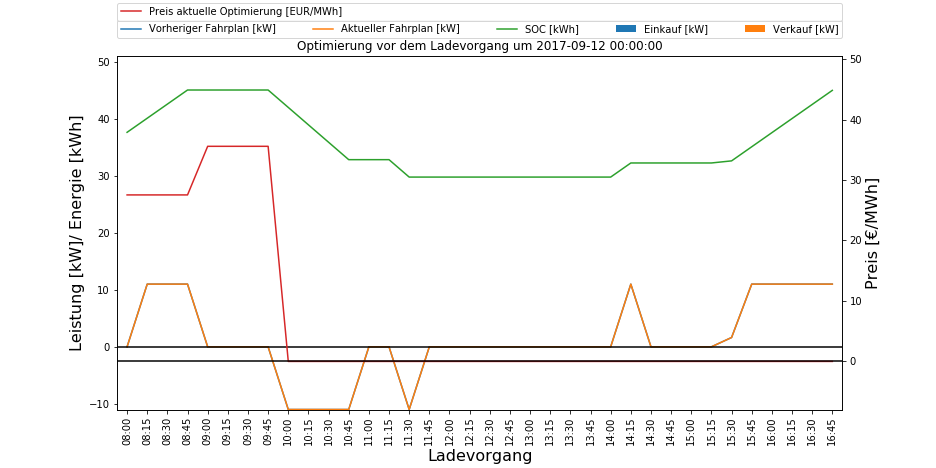 Preis aktuelle Optimierung [EUR/MWh]
Vorheriger Fahrplan [kW] Aktueller Fahrplan [kW] SOC [kWh] Einkauf [kW] Verkauf [kW]
Optimierung vor dem Ladevorgang um 2017-09-12 00:00:00
Leistung [kW]/ Energie [kWh]
50
40
30
20
10
0
−10
Preis [€/MWh]
50
40
30
20
10
0
08:00 08:15 08:30 08:45 09:00 09:15 09:30 09:45 10:00 10:15 10:30 10:45 11:00 11:15 11:30 11:45 12:00 12:15 12:30 12:45 13:00 13:15 13:30 13:45 14:00 14:15 14:30 14:45 15:00 15:15 15:30 15:45 16:00 16:15 16:30 16:45
Ladevorgang